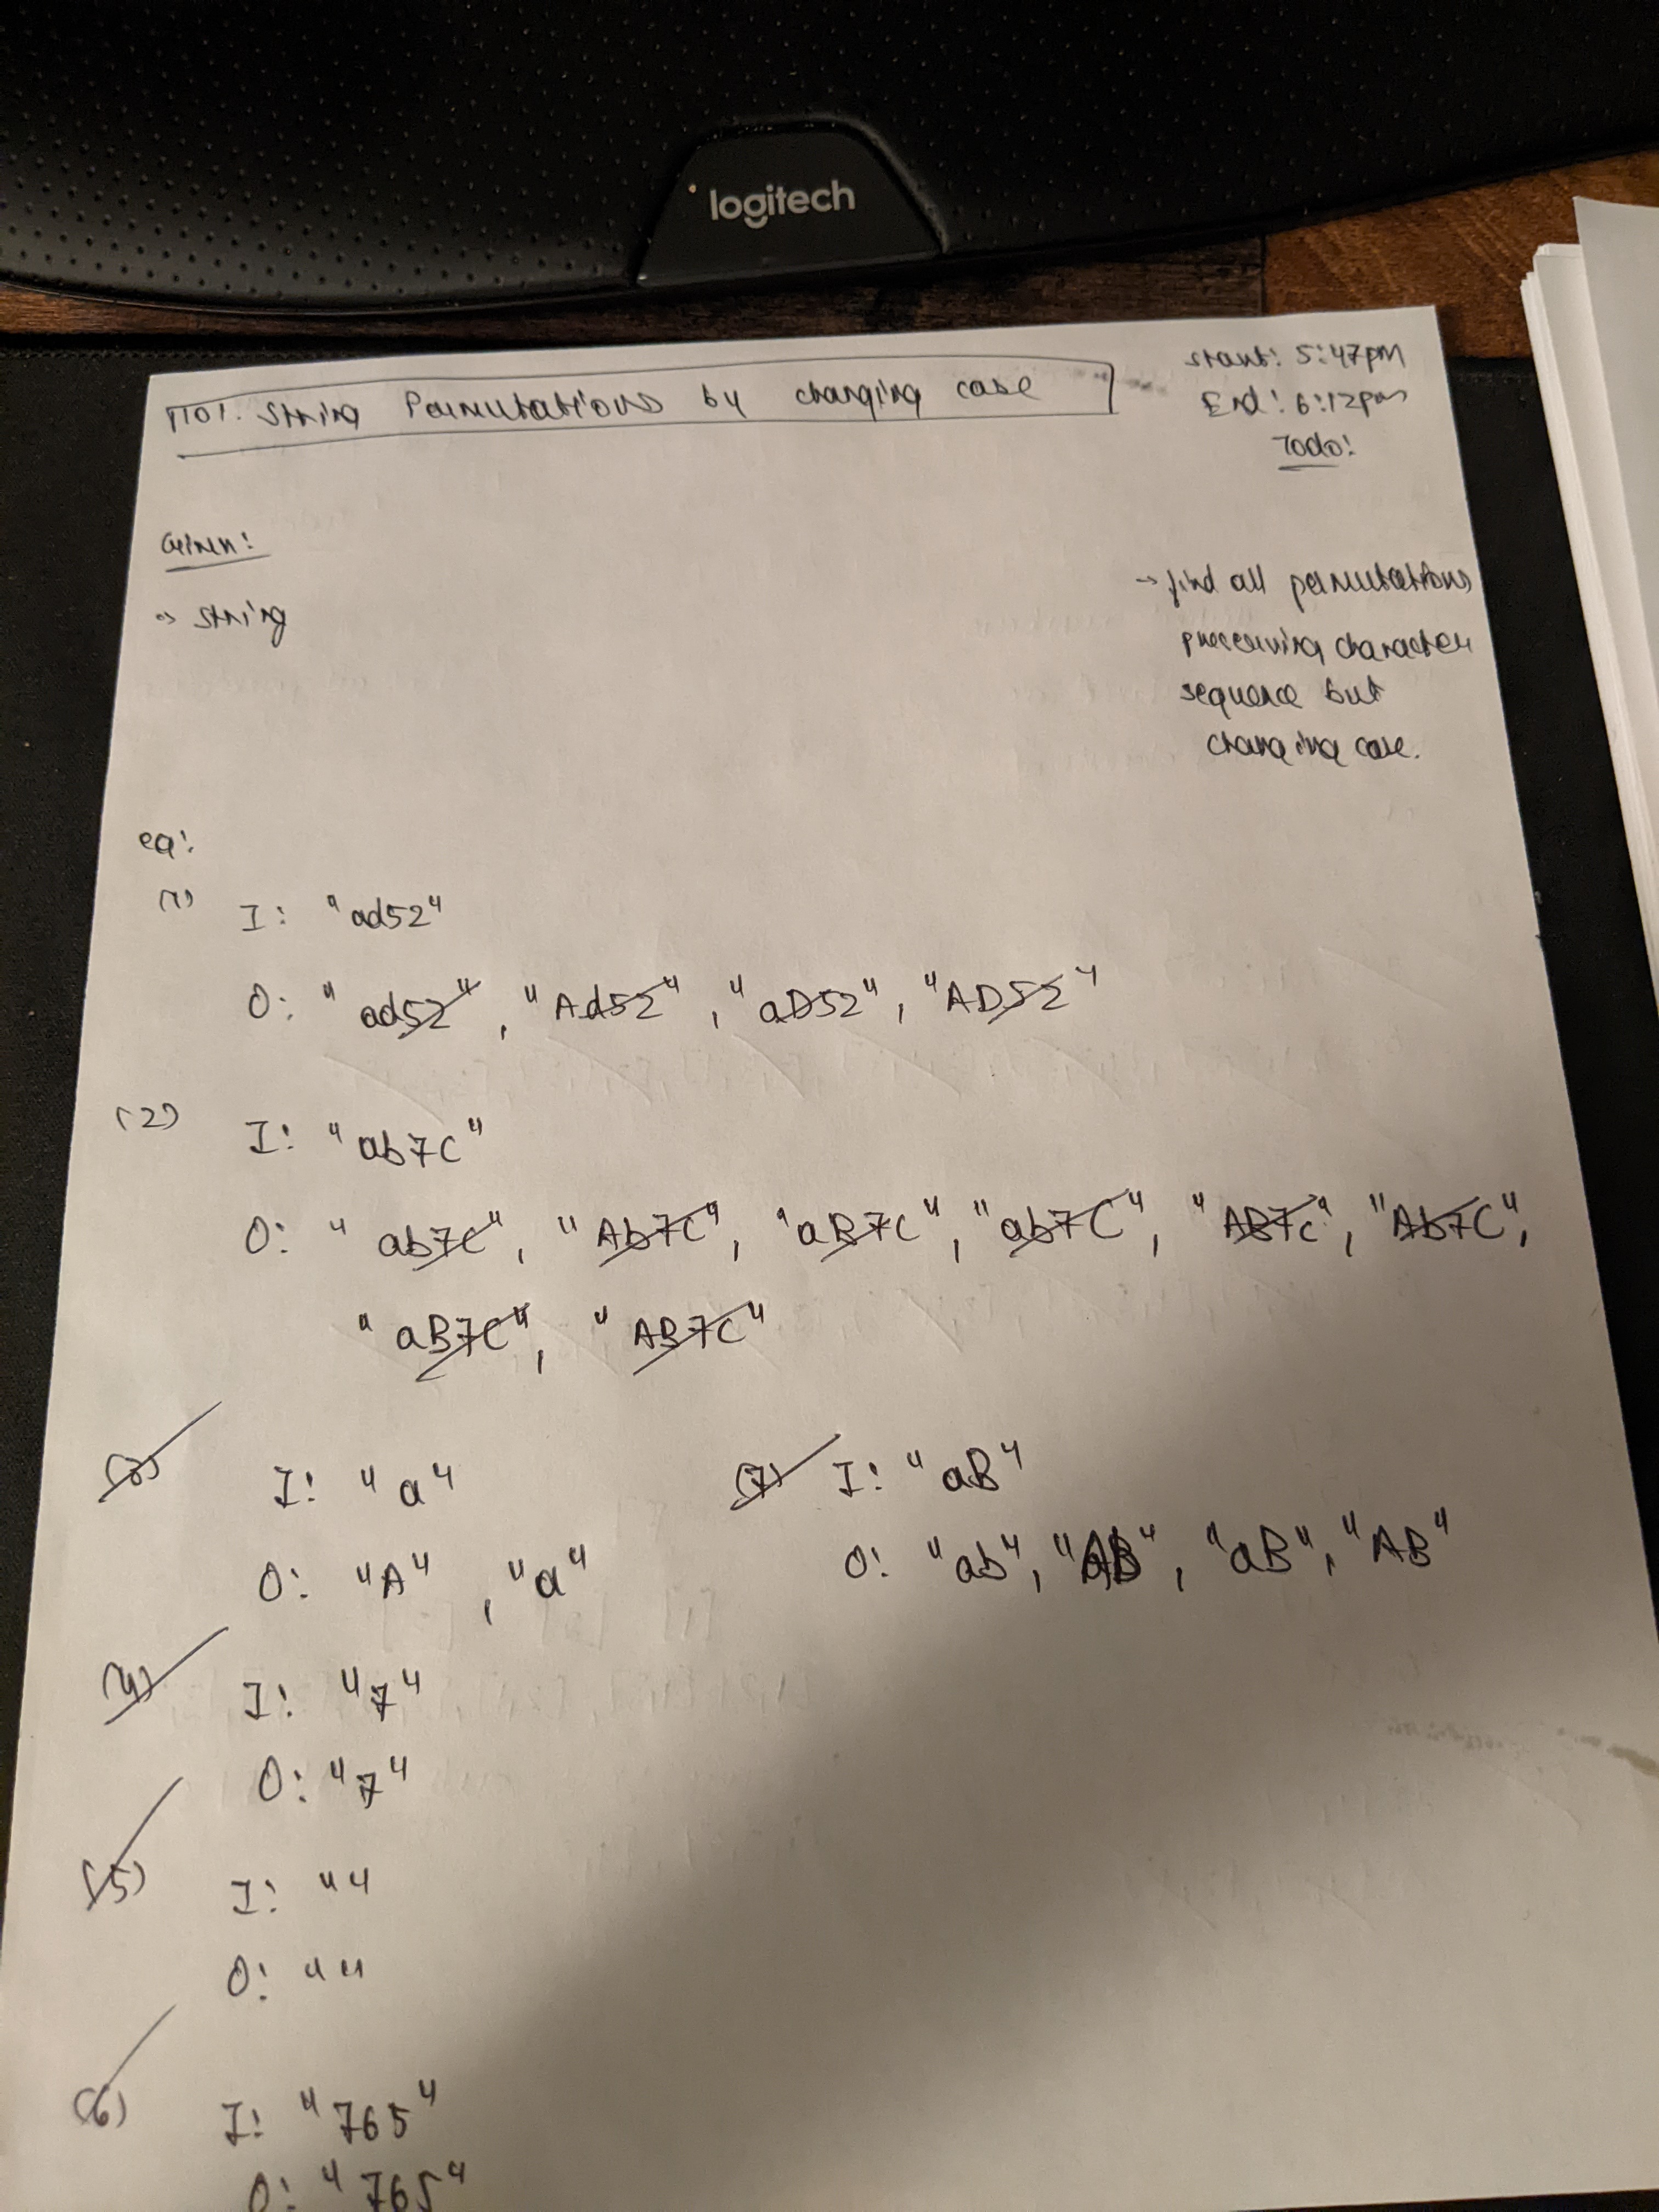 logitech
1101. String Permutations by changing case
Start: 5:47pm
End: 6:12pm
Todo:
Given:
→ string
→ find all permutations
preserving character
sequence but
changing case.
eg:
(1) I: "ad52"
O: "ad52", "Ad52", "aD52", "AD52"
(2) I: "ab7c"
O: "ab7c", "Ab7c", "aB7c", "ab7C", "AB7c", "Ab7C",
"aB7C", "AB7C"
(3) I: "a"
O: "A", "a"
(7) I: "aB"
O: "ab", "Ab", "aB", "AB"
(4) I: "7"
O: "7"
(5) I: ""
O: ""
(6) I: "765"
O: "765"